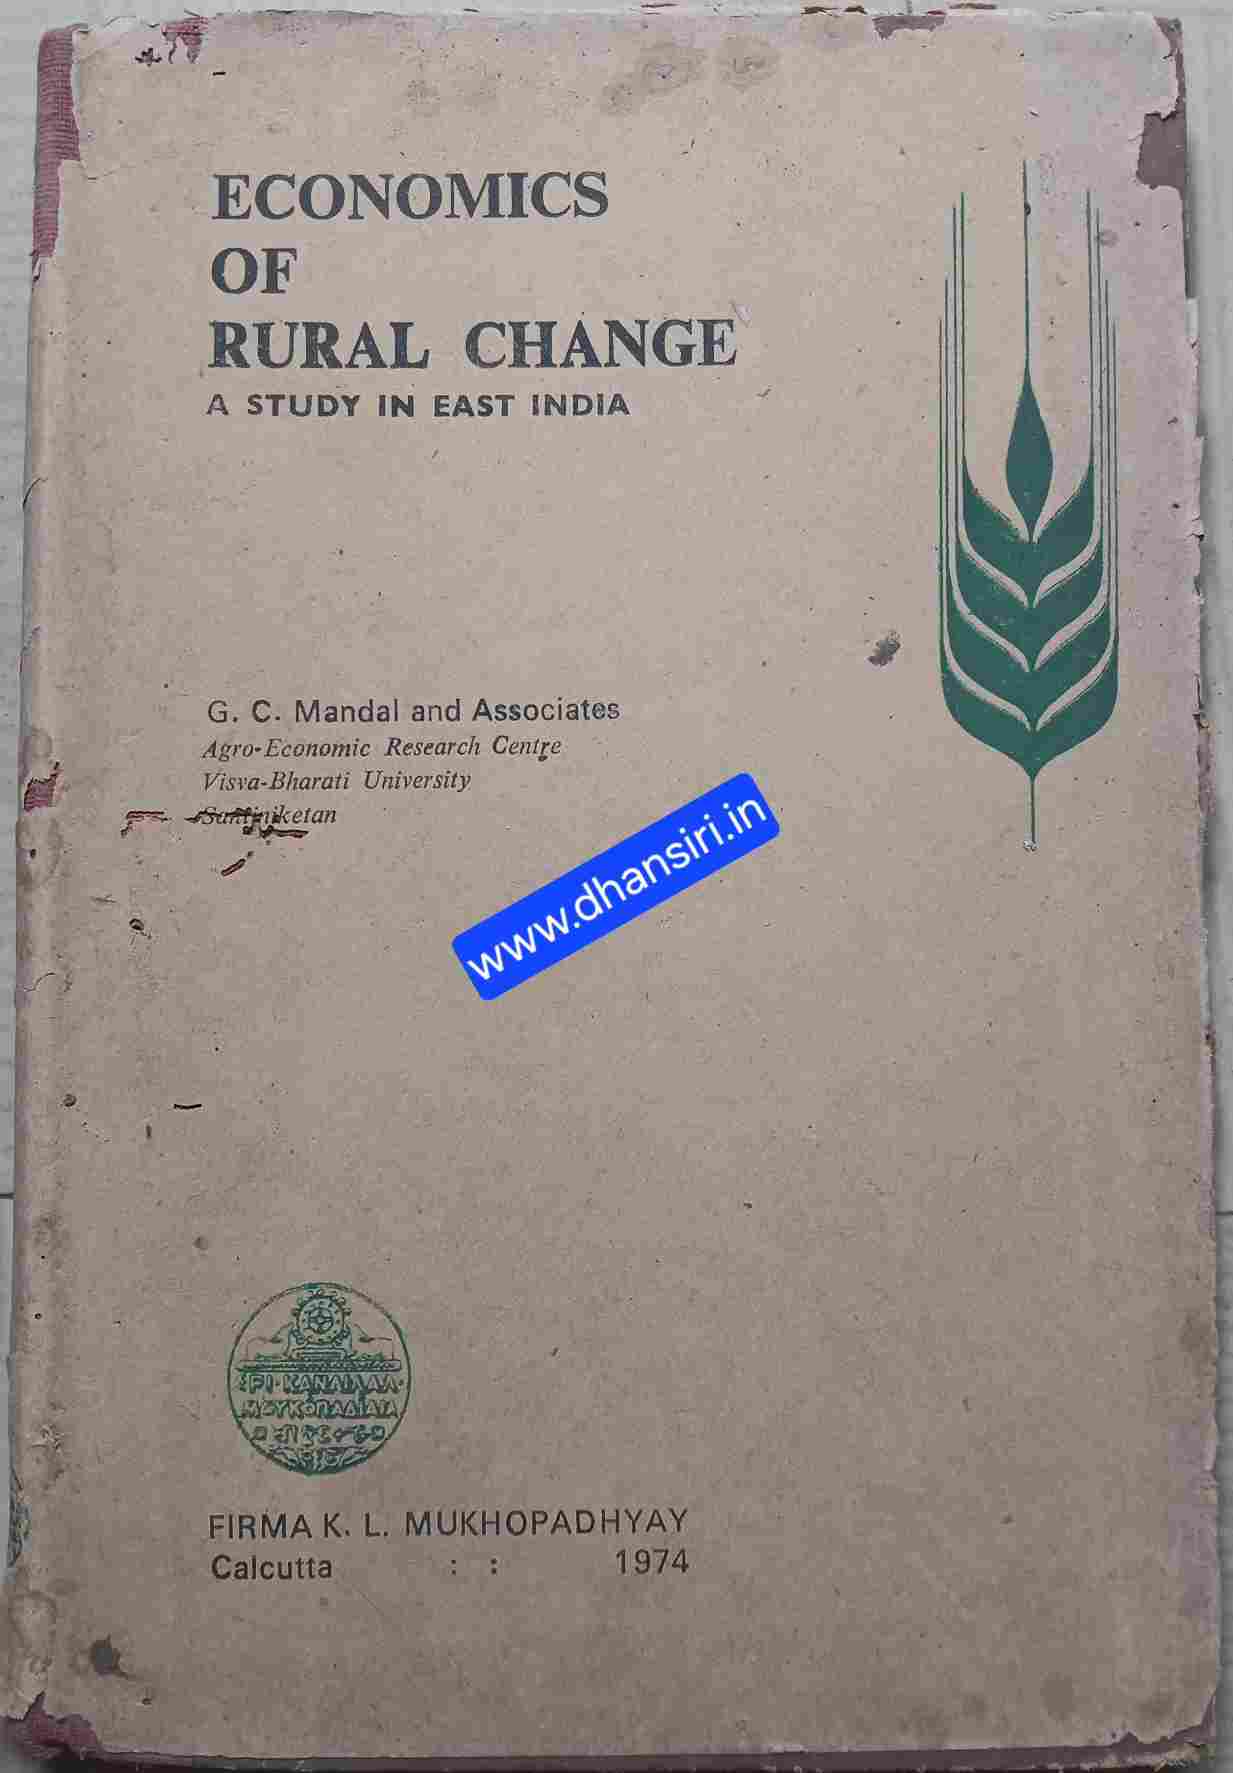 ECONOMICS
OF
RURAL CHANGE
A STUDY IN EAST INDIA
G. C. Mandal and Associates
Agro-Economic Research Centre
Visva-Bharati University
Santiniketan
www.dhansiri.in
FIRMA K. L. MUKHOPADHYAY
Calcutta : : 1974